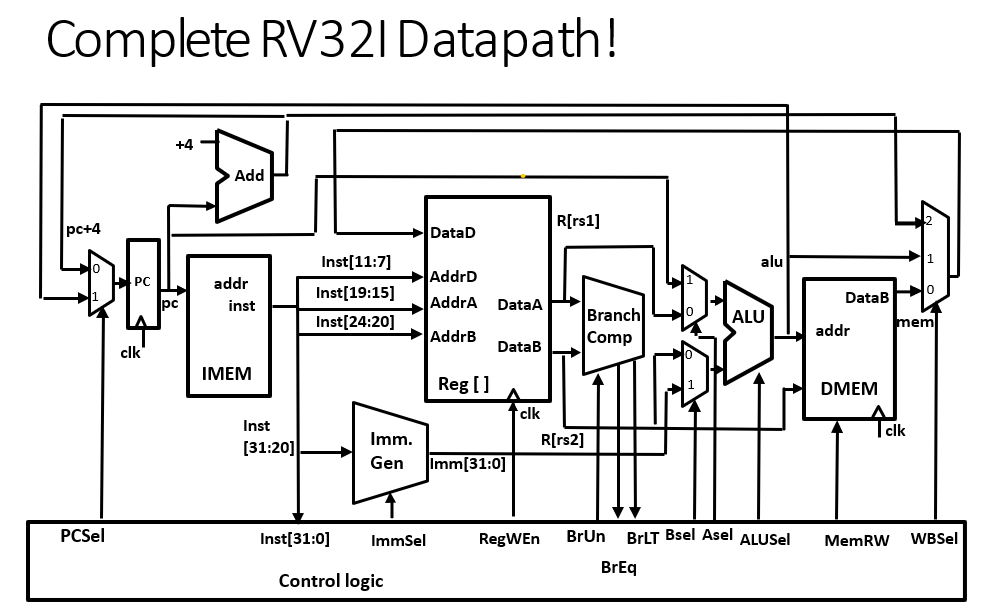 Complete RV32I Datapath!
+4
Add
pc+4
0
1
PC
pc
clk
addr
inst
IMEM
Inst[11:7]
Inst[19:15]
Inst[24:20]
DataD
AddrD
AddrA
AddrB
DataA
DataB
Reg [ ]
clk
R[rs1]
Branch
Comp
1
0
0
1
ALU
alu
2
1
0
DataB
mem
addr
DMEM
clk
Inst
[31:20]
Imm.
Gen
Imm[31:0]
R[rs2]
PCSel
Inst[31:0]
ImmSel
RegWEn
BrUn
BrEq
BrLT
Bsel
Asel
ALUSel
MemRW
WBSel
Control logic